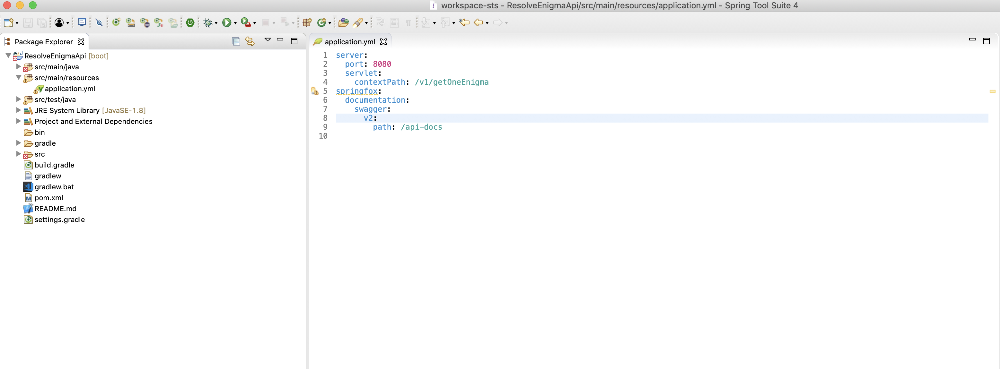 workspace-sts - ResolveEnigmaApi/src/main/resources/application.yml - Spring Tool Suite 4
Package Explorer
ResolveEnigmaApi [boot]
src/main/java
src/main/resources
application.yml
src/test/java
JRE System Library [JavaSE-1.8]
Project and External Dependencies
bin
gradle
src
build.gradle
gradlew
gradlew.bat
pom.xml
README.md
settings.gradle
application.yml
1 server:
2   port: 8080
3   servlet:
4     contextPath: /v1/getOneEnigma
5 springfox:
6   documentation:
7     swagger:
8       v2:
9         path: /api-docs
10